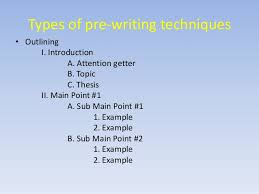 Types of pre-writing techniques
• Outlining
I. Introduction
A. Attention getter
B. Topic
C. Thesis
II. Main Point #1
A. Sub Main Point #1
1. Example
2. Example
B. Sub Main Point #2
1. Example
2. Example